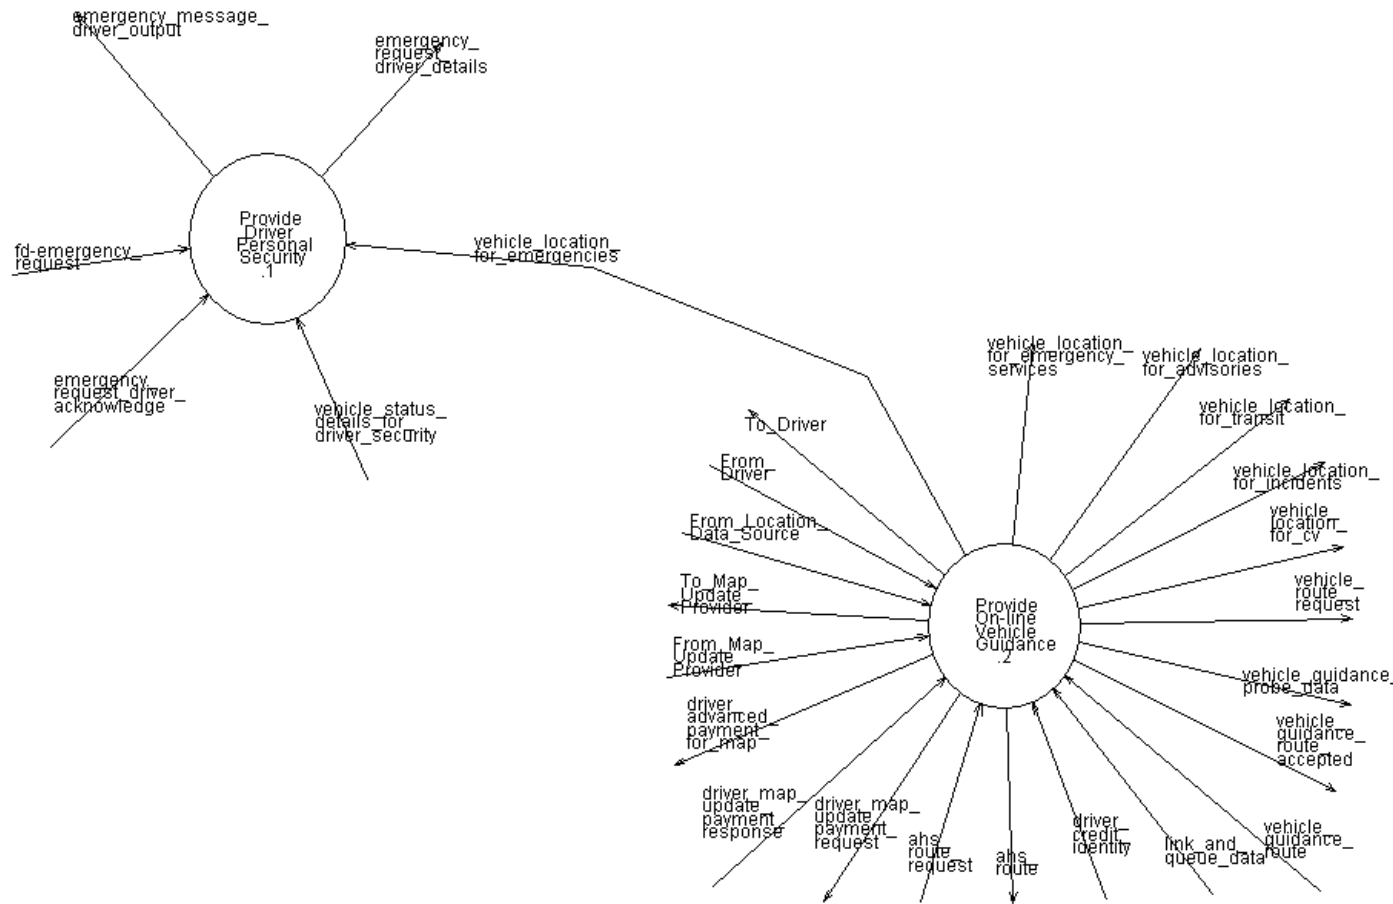 emergency_message_
driver_output
emergency_
request_
driver_details
Provide
Driver
Personal
Security
.1
fd-emergency_
request
vehicle_location_
for_emergencies
emergency_
request_driver_
acknowledge
vehicle_status_
details_for_
driver_security
vehicle_location_
for_emergency_
services
vehicle_location_
for_advisories
vehicle_location_
for_transit
vehicle_location_
for_incidents
vehicle_
location_
for_cv
vehicle_
route_
request
To_Driver
From_
Driver
From_Location_
Data_Source
To_Map_
Update_
Provider
From_Map_
Update_
Provider
Provide
On-line
Vehicle
Guidance
.2
vehicle_guidance_
probe_data
vehicle_
guidance_
route_
accepted
driver_
advanced_
payment_
for_map
driver_map_
update_
payment_
response
driver_map_
update_
payment_
request
ahs_
route_
request
ahs_
route
driver_
credit_
identity
link_and_
queue_data
vehicle_
guidance_
route